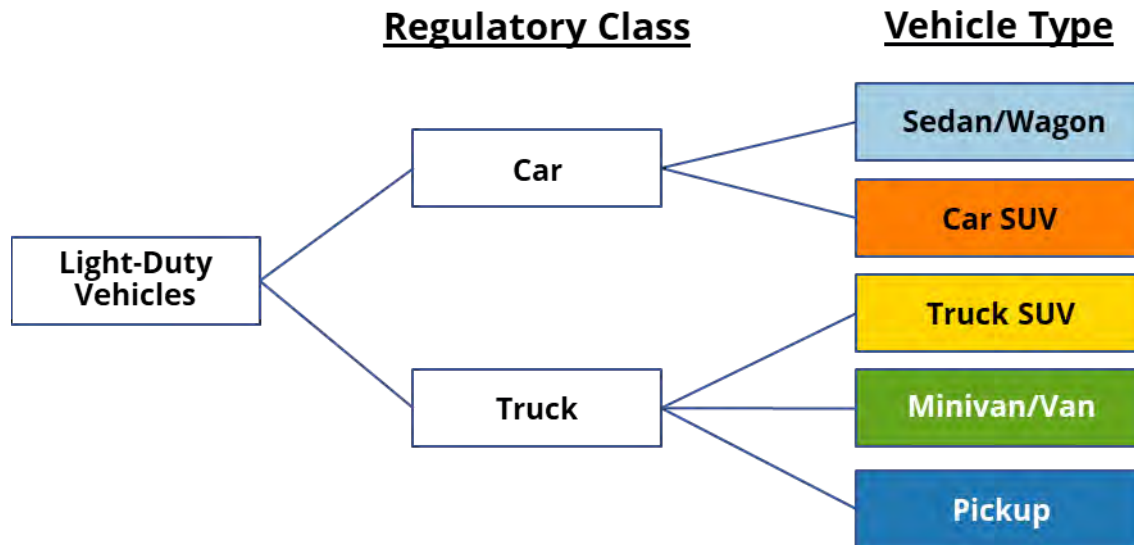 Regulatory Class
Vehicle Type
Light-Duty
Vehicles
Car
Truck
Sedan/Wagon
Car SUV
Truck SUV
Minivan/Van
Pickup